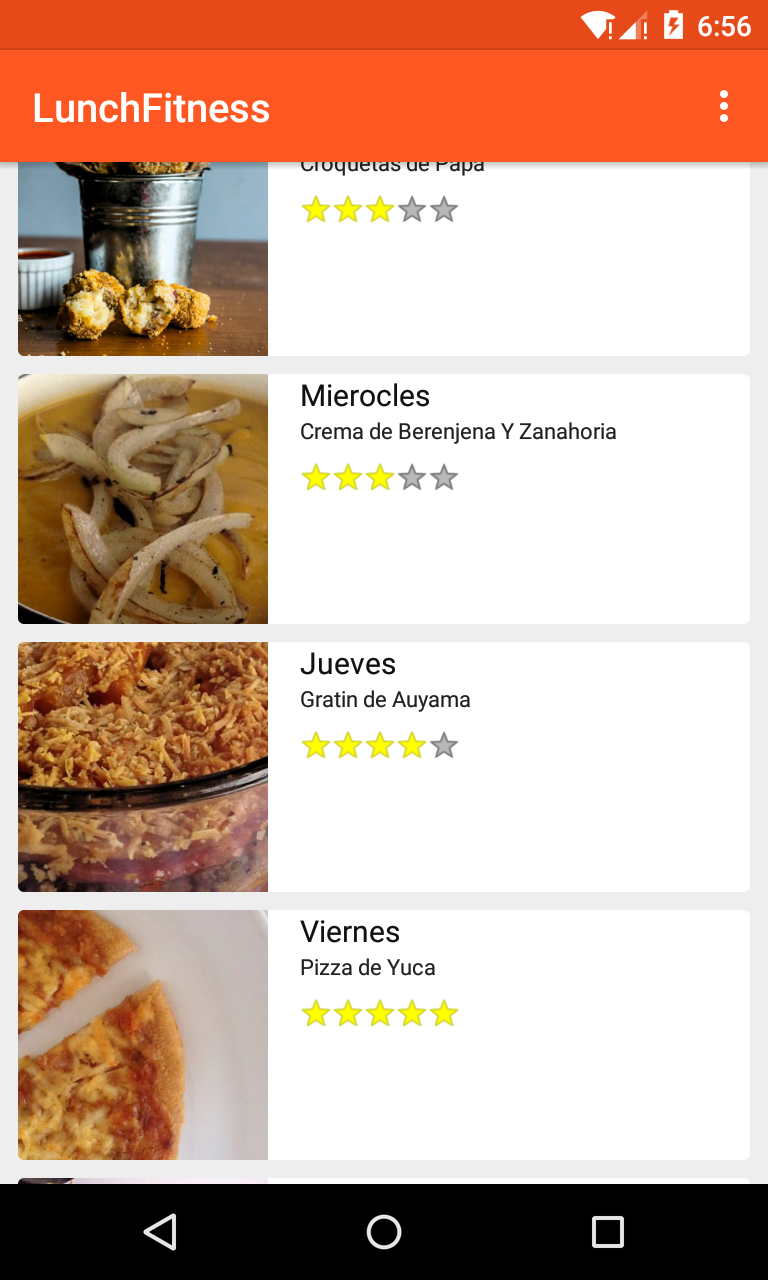 6:56
LunchFitness
Croquetas de Papa
Mierocles
Crema de Berenjena Y Zanahoria
Jueves
Gratin de Auyama
Viernes
Pizza de Yuca